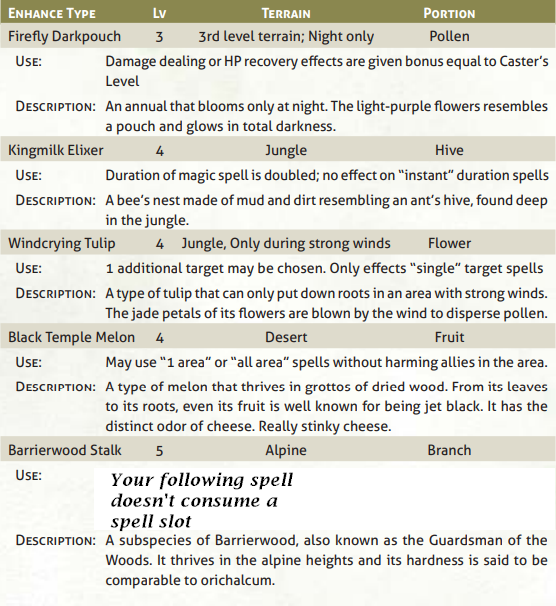 Enhance Type Lv Terrain Portion
Firefly Darkpouch 3 3rd level terrain; Night only Pollen
Use: Damage dealing or HP recovery effects are given bonus equal to Caster's
Level
Description: An annual that blooms only at night. The light-purple flowers resembles
a pouch and glows in total darkness.
Kingmilk Elixer 4 Jungle Hive
Use: Duration of magic spell is doubled; no effect on "instant" duration spells
Description: A bee's nest made of mud and dirt resembling an ant's hive, found deep
in the jungle.
Windcrying Tulip 4 Jungle, Only during strong winds Flower
Use: 1 additional target may be chosen. Only effects "single" target spells
Description: A type of tulip that can only put down roots in an area with strong winds.
The jade petals of its flowers are blown by the wind to disperse pollen.
Black Temple Melon 4 Desert Fruit
Use: May use "1 area" or "all area" spells without harming allies in the area.
Description: A type of melon that thrives in grottos of dried wood. From its leaves
to its roots, even its fruit is well known for being jet black. It has the
distinct odor of cheese. Really stinky cheese.
Barrierwood Stalk 5 Alpine Branch
Use: Your following spell
doesn't consume a
spell slot
Description: A subspecies of Barrierwood, also known as the Guardsman of the
Woods. It thrives in the alpine heights and its hardness is said to be
comparable to orichalcum.